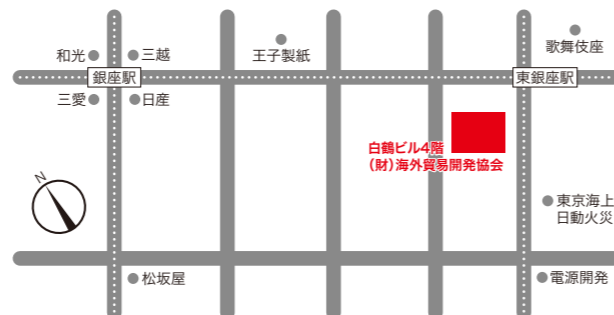 和光
三越
王子製紙
歌舞伎座
銀座駅
東銀座駅
三愛
日産
白鶴ビル4階
(財)海外貿易開発協会
N
東京海上
日動火災
松坂屋
電源開発